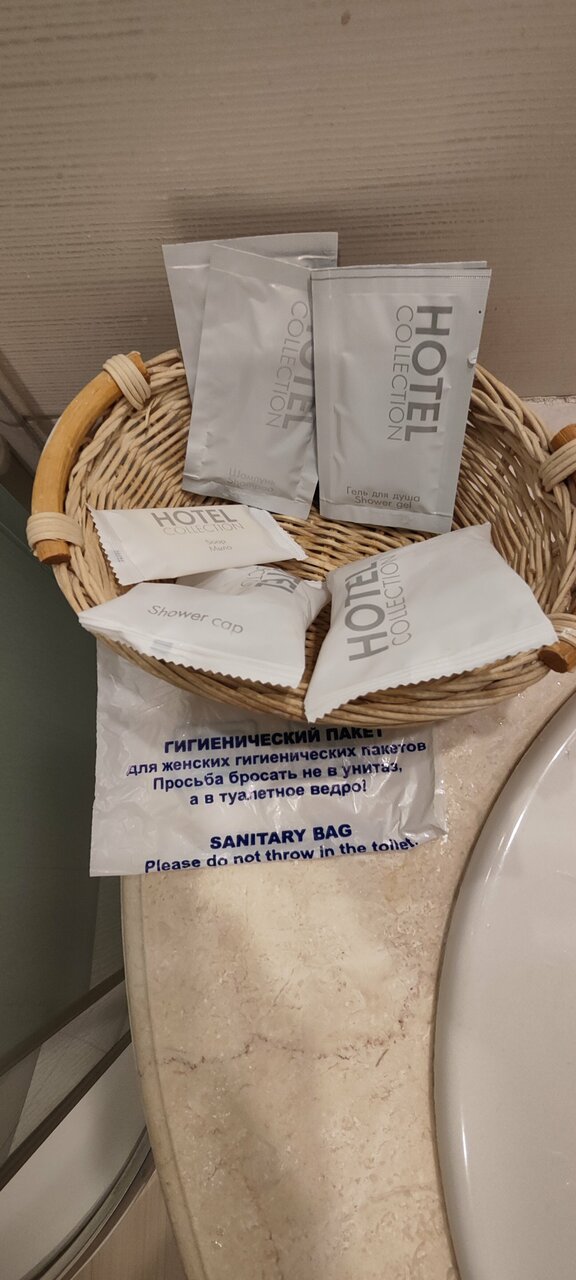 HOTEL
COLLECTION
Шампунь
Shampoo
HOTEL
COLLECTION
Гель для душа
Shower gel
HOTEL
COLLECTION
Soap
Мыло
Shower cap
HOTEL
COLLECTION
ГИГИЕНИЧЕСКИЙ ПАКЕТ
для женских гигиенических пакетов
Просьба бросать не в унитаз,
а в туалетное ведро!
SANITARY BAG
Please do not throw in the toilet.